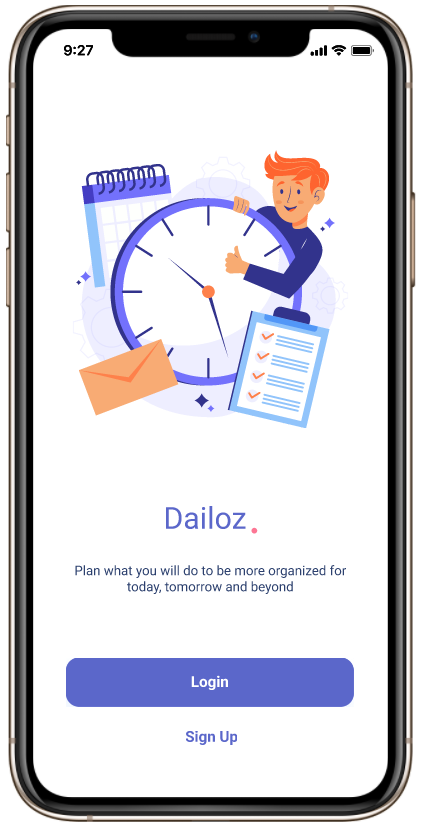 9:27
Dailoz.
Plan what you will do to be more organized for
today, tomorrow and beyond
Login
Sign Up